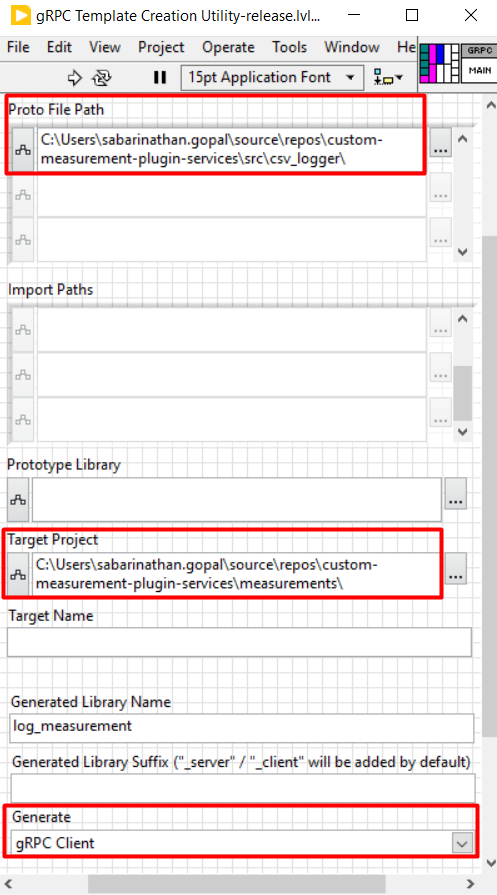 gRPC Template Creation Utility-release.lvl...
File Edit View Project Operate Tools Window He
15pt Application Font
GRPC
MAIN
Proto File Path
C:\Users\sabarinathan.gopal\source\repos\custom-
measurement-plugin-services\src\csv_logger\
...
...
...
Import Paths
...
...
...
Prototype Library
...
Target Project
C:\Users\sabarinathan.gopal\source\repos\custom-
measurement-plugin-services\measurements\
...
Target Name
Generated Library Name
log_measurement
Generated Library Suffix ("_server" / "_client" will be added by default)
Generate
gRPC Client